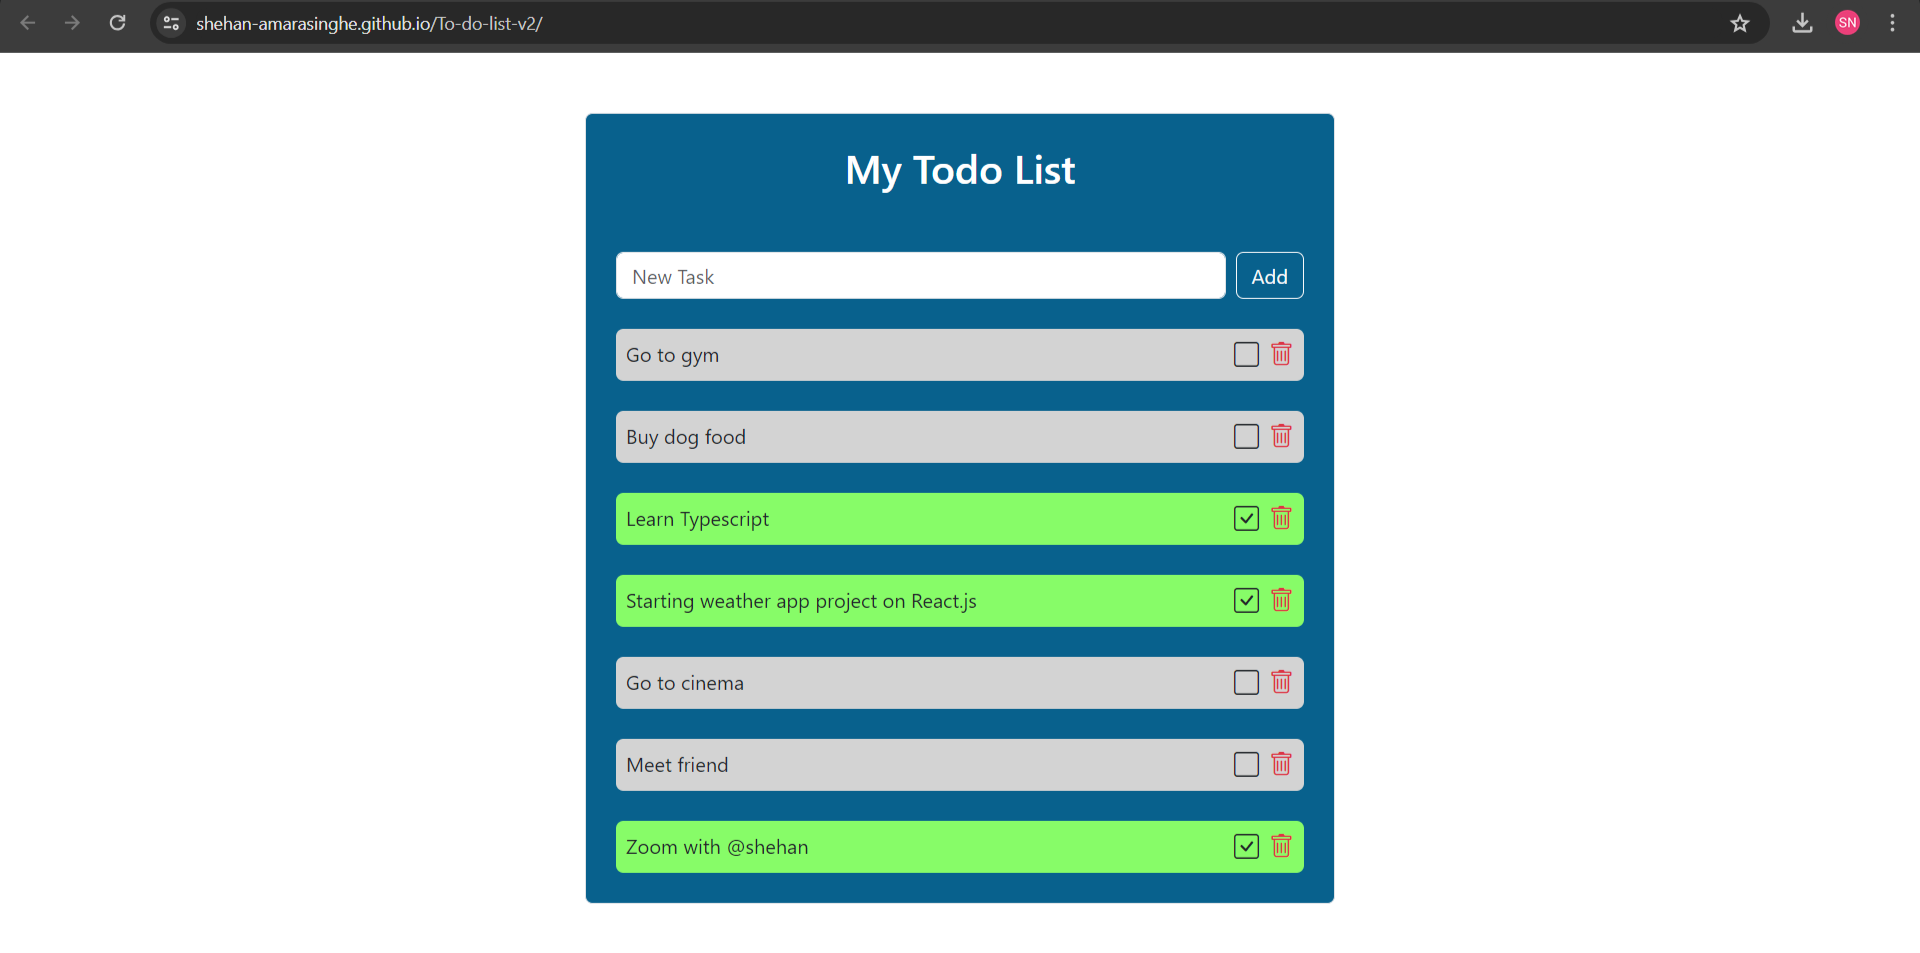 shehan-amarasinghe.github.io/To-do-list-v2/
SN
My Todo List
New Task
Add
Go to gym
Buy dog food
Learn Typescript
Starting weather app project on React.js
Go to cinema
Meet friend
Zoom with @shehan